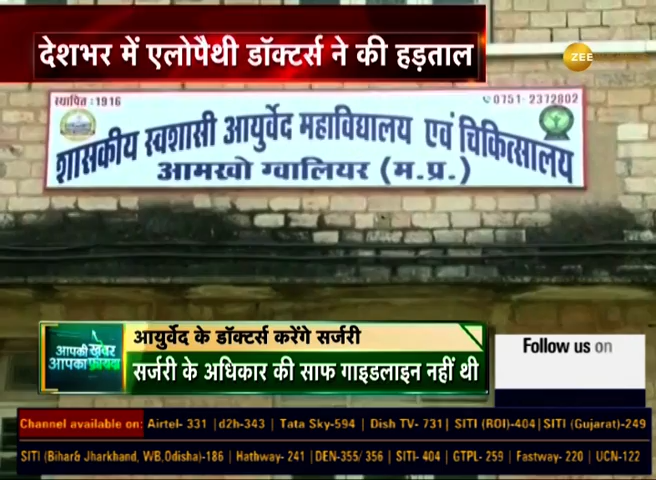 देशभर में एलोपैथी डॉक्टर्स ने की हड़ताल
ZEE
स्थापित : 1916
0751- 2372802
शासकीय स्वशासी आयुर्वेद महाविद्यालय एवं चिकित्सालय
आमखो ग्वालियर (म.प्र.)
आपकी खबर
आपका फायदा
आयुर्वेद के डॉक्टर्स करेंगे सर्जरी
सर्जरी के अधिकार की साफ गाइडलाइन नहीं थी
Follow us on
Channel available on: Airtel- 331 | d2h-343 | Tata Sky-594 | Dish TV- 731 | SITI (ROI)-404 | SITI (Gujarat)-249
SITI (Bihar& Jharkhand, WB,Odisha)-186 | Hathway- 241 | DEN-355/ 356 | SITI- 404 | GTPL- 259 | Fastway- 220 | UCN-122